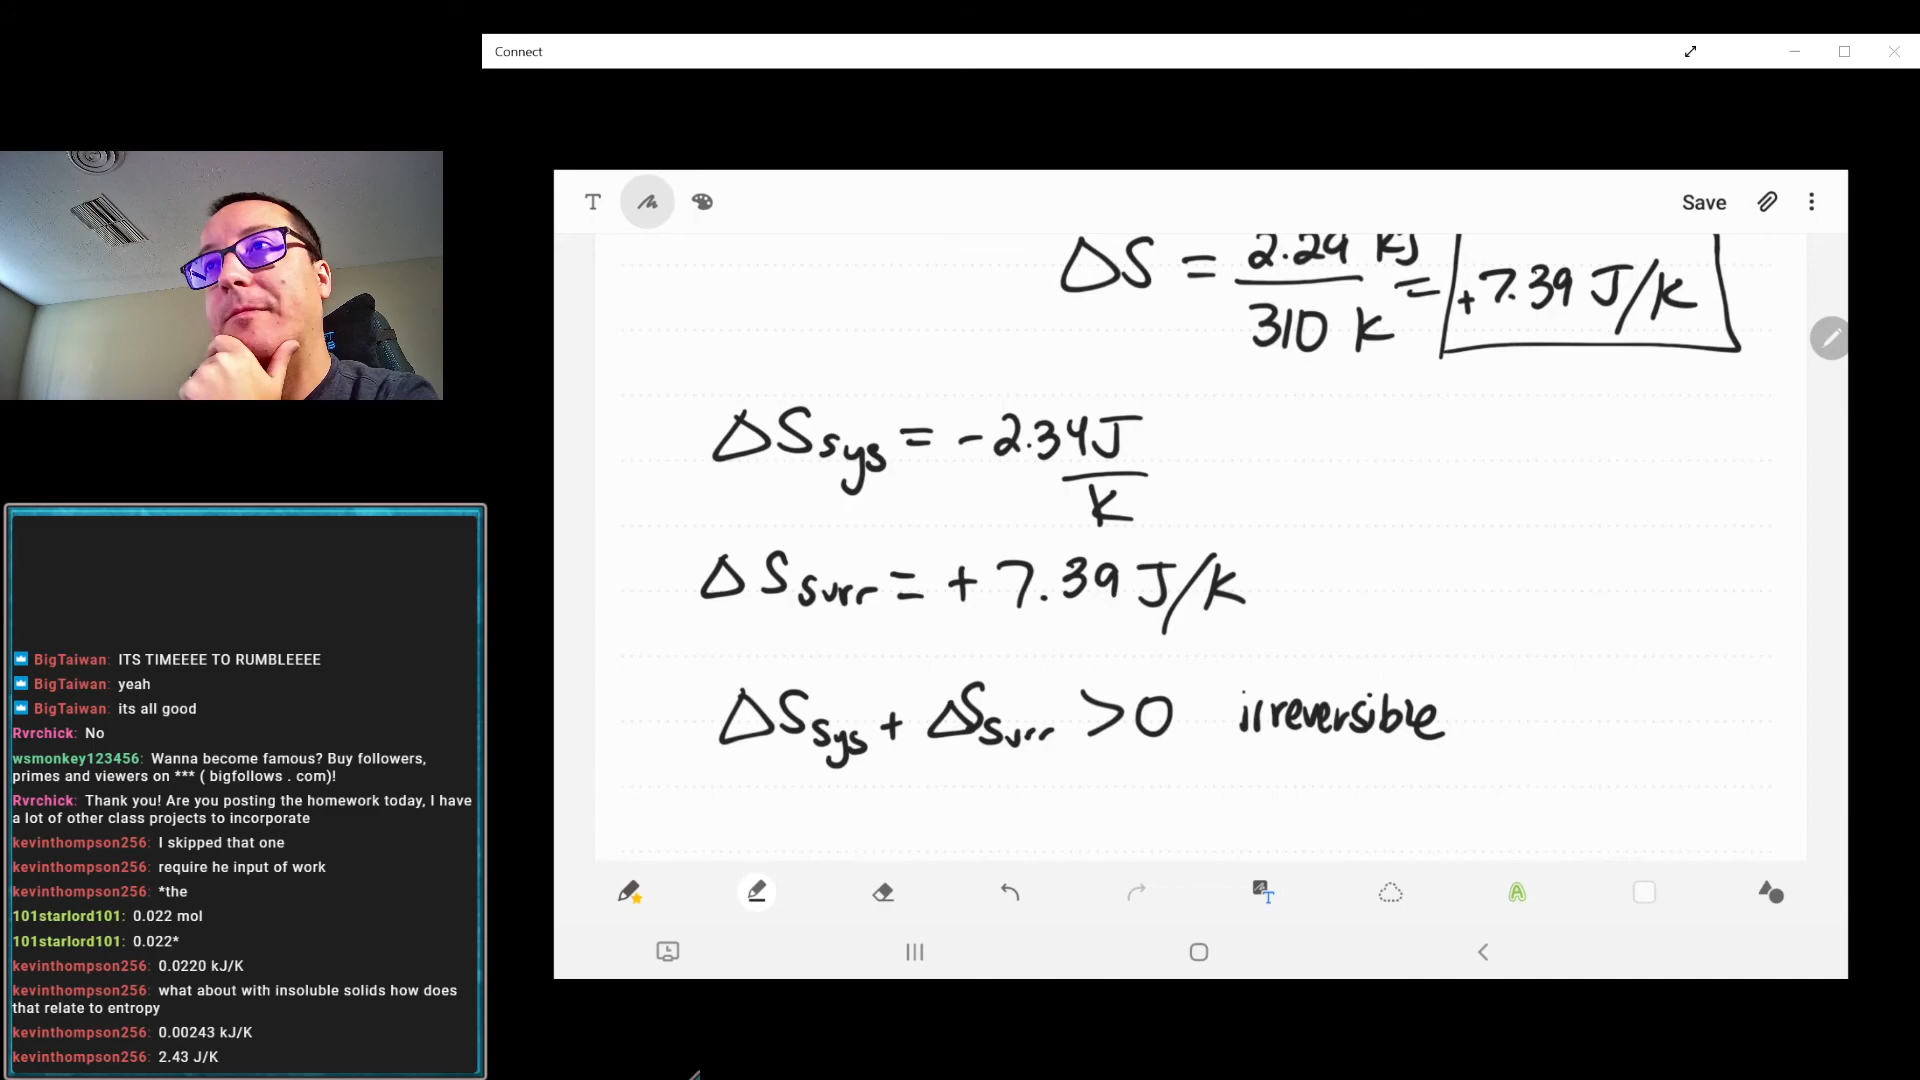 Connect
Save
ΔS = 2.29 kJ / 310 K = +7.39 J/K
ΔSsys = -2.34 J/K
ΔSsurr = + 7.39 J/K
ΔSsys + ΔSsurr >0 irreversible
BigTaiwan: ITS TIMEEEE TO RUMBLEEEE
BigTaiwan: yeah
BigTaiwan: its all good
Rvrchick: No
wsmonkey123456: Wanna become famous? Buy followers,
primes and viewers on *** ( bigfollows . com)!
Rvrchick: Thank you! Are you posting the homework today, I have
a lot of other class projects to incorporate
kevinthompson256: I skipped that one
kevinthompson256: require he input of work
kevinthompson256: *the
101starlord101: 0.022 mol
101starlord101: 0.022*
kevinthompson256: 0.0220 kJ/K
kevinthompson256: what about with insoluble solids how does
that relate to entropy
kevinthompson256: 0.00243 kJ/K
kevinthompson256: 2.43 J/K